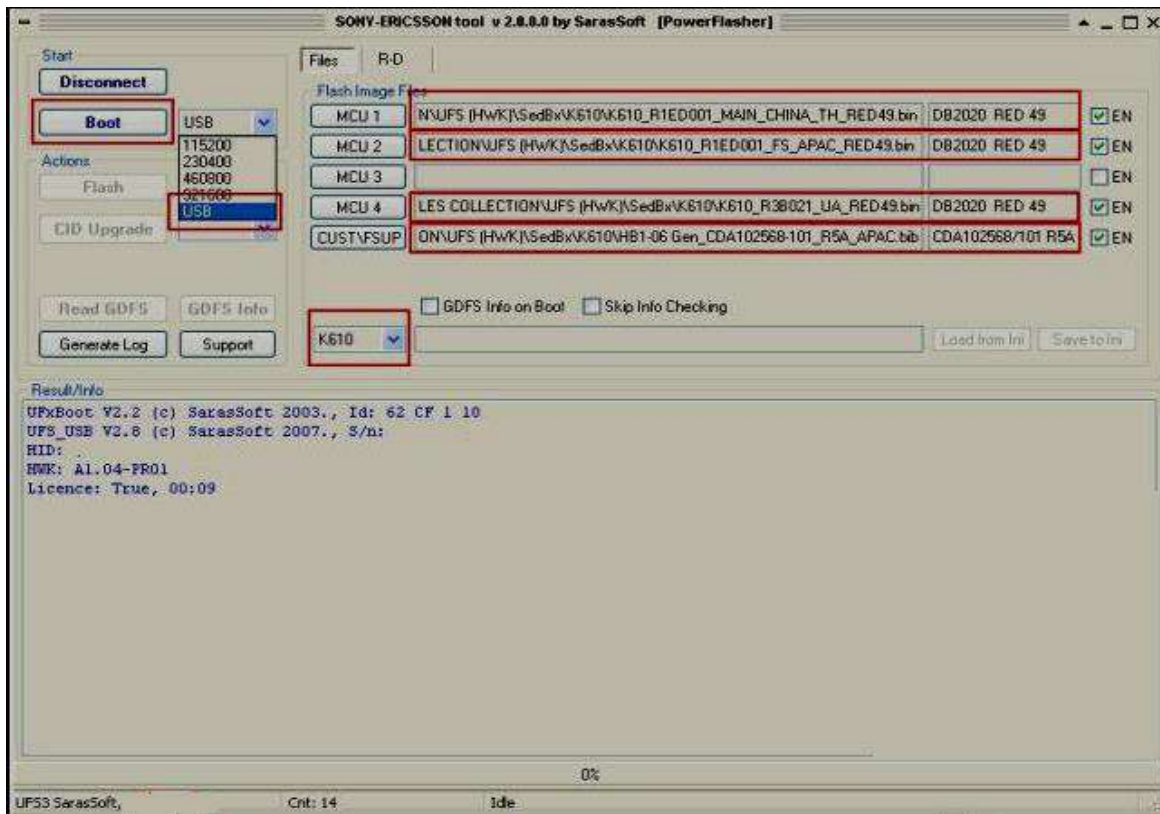 SONY-ERICSSON tool v 2.8.0.0 by SarasSoft [PowerFlasher]
Start
Disconnect
Boot
USB
115200
230400
460800
921600
USB
Actions
Flash
CID Upgrade
Read GDFS
GDFS Info
Generate Log
Support
Files
R-D
Flash Image Files
MCU 1
N\UFS (HWK)\SedBx\K610\K610_R1ED001_MAIN_CHINA_TH_RED49.bin
DB2020 RED 49
EN
MCU 2
LECTION\UFS (HWK)\SedBx\K610\K610_R1ED001_FS_APAC_RED49.bin
DB2020 RED 49
EN
MCU 3
EN
MCU 4
LES COLLECTION\UFS (HWK)\SedBx\K610\K610_R3B021_UA_RED49.bin
DB2020 RED 49
EN
CUST\FSUP
ON\UFS (HWK)\SedBx\K610\HB1-06 Gen_CDA102568-101_R5A_APAC.bib
CDA102568/101 R5A
EN
GDFS Info on Boot
Skip Info Checking
K610
Load from Ini
Save to Ini
Result/Info
UFxBoot V2.2 (c) SarasSoft 2003., Id: 62 CF 1 10
UFS_USB V2.8 (c) SarasSoft 2007., S/n:
HID: .
HWK: A1.04-PR01
Licence: True, 00:09
0%
UFS3 SarasSoft,
Cnt: 14
Idle